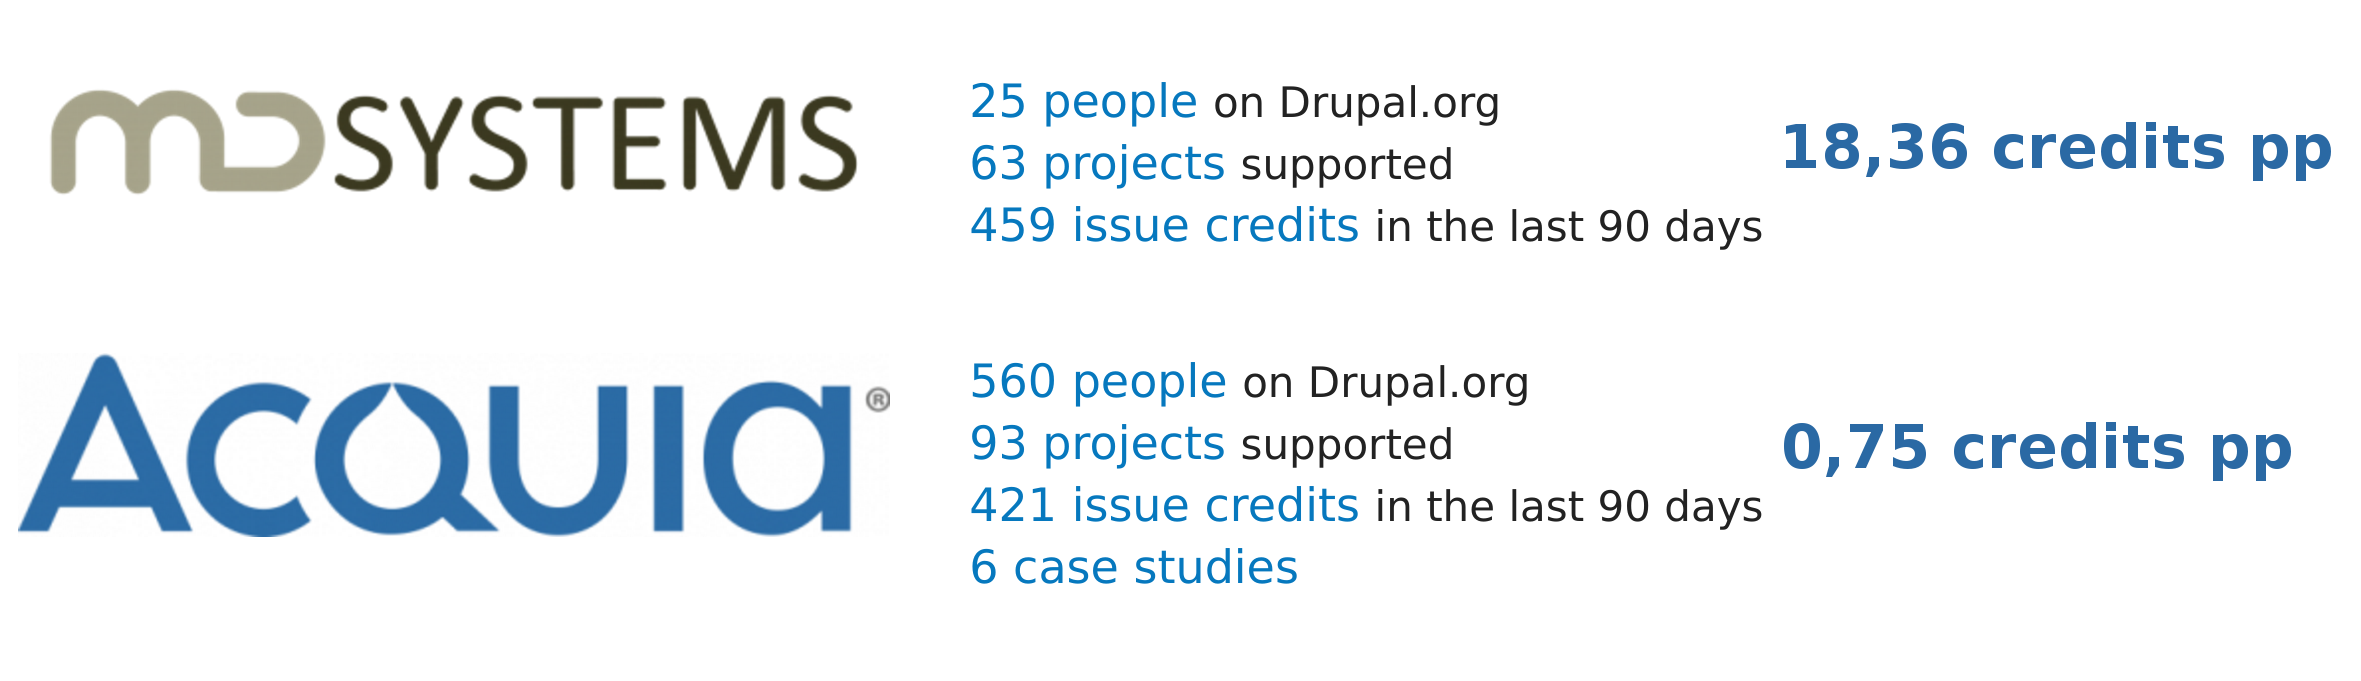 MD SYSTEMS
25 people on Drupal.org
63 projects supported
459 issue credits in the last 90 days
18,36 credits pp
ACQUIA®
560 people on Drupal.org
93 projects supported
421 issue credits in the last 90 days
6 case studies
0,75 credits pp